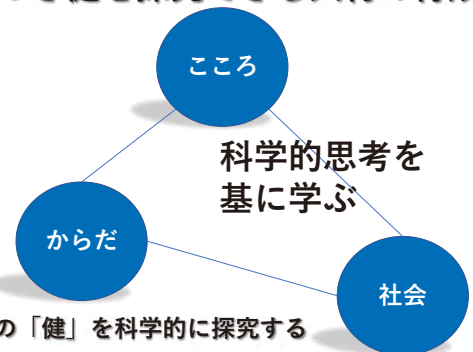 こころ
科学的思考を
基に学ぶ
からだ
社会
の「健」を科学的に探究する